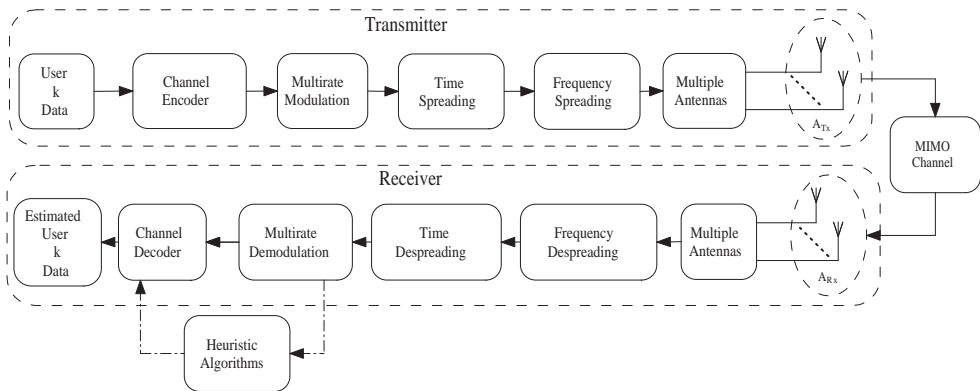 Transmitter
User
k
Data
Channel
Encoder
Multirate
Modulation
Time
Spreading
Frequency
Spreading
Multiple
Antennas
A_Tx
MIMO
Channel
Receiver
Estimated
User
k
Data
Channel
Decoder
Multirate
Demodulation
Time
Despreading
Frequency
Despreading
Multiple
Antennas
A_Rx
Heuristic
Algorithms